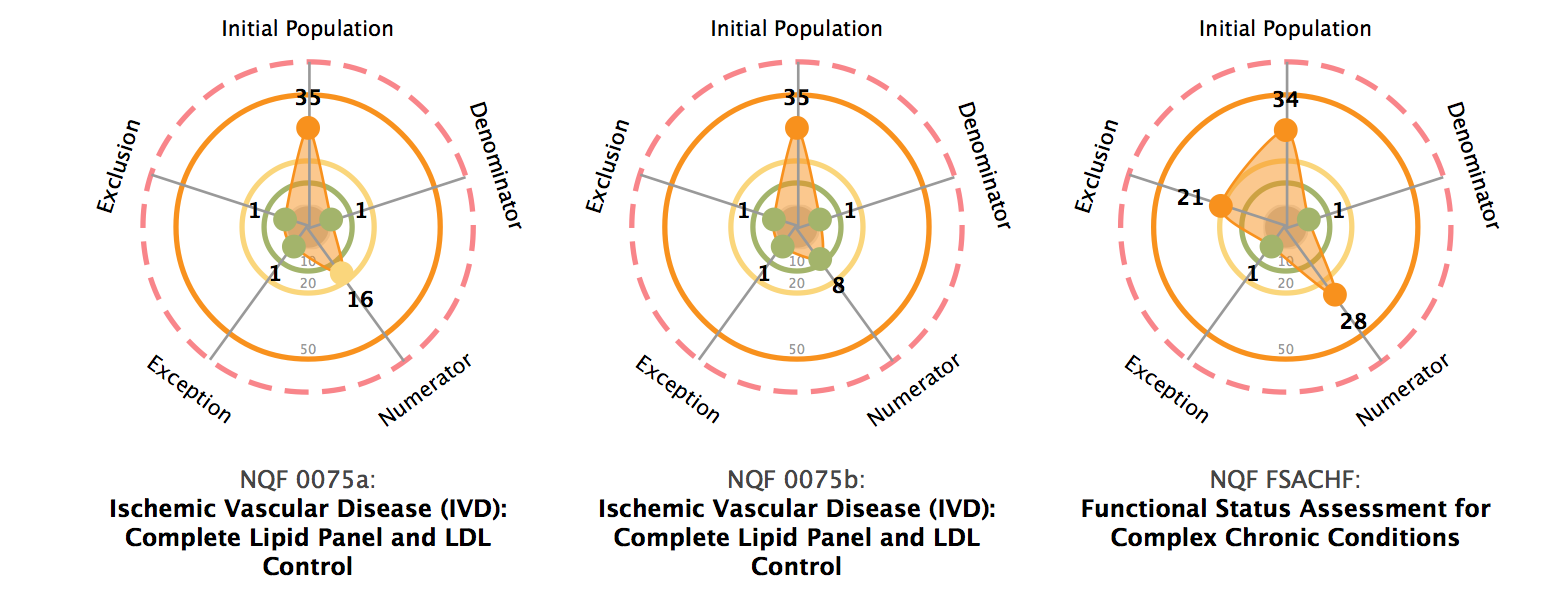 Initial Population
35
Denominator
1
Exclusion
1
1
10
20
16
50
Exception
Numerator
NQF 0075a:
Ischemic Vascular Disease (IVD):
Complete Lipid Panel and LDL
Control
Initial Population
35
Denominator
1
Exclusion
1
1
10
20
8
50
Exception
Numerator
NQF 0075b:
Ischemic Vascular Disease (IVD):
Complete Lipid Panel and LDL
Control
Initial Population
34
Denominator
1
Exclusion
21
1
10
20
28
50
Exception
Numerator
NQF FSACHF:
Functional Status Assessment for
Complex Chronic Conditions